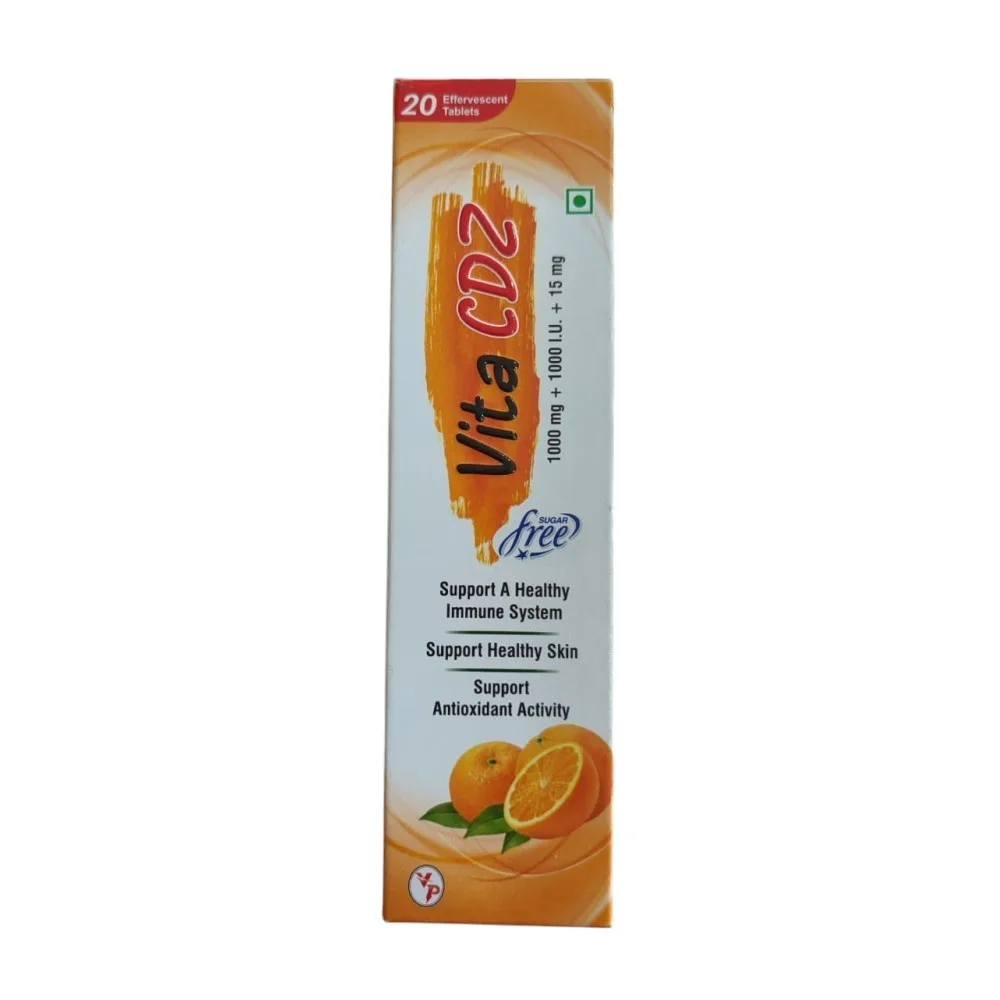 20 Effervescent
Tablets
Vita CDZ
1000 mg + 1000 I.U. + 15 mg
SUGAR
free
Support A Healthy
Immune System
Support Healthy Skin
Support
Antioxidant Activity
VP